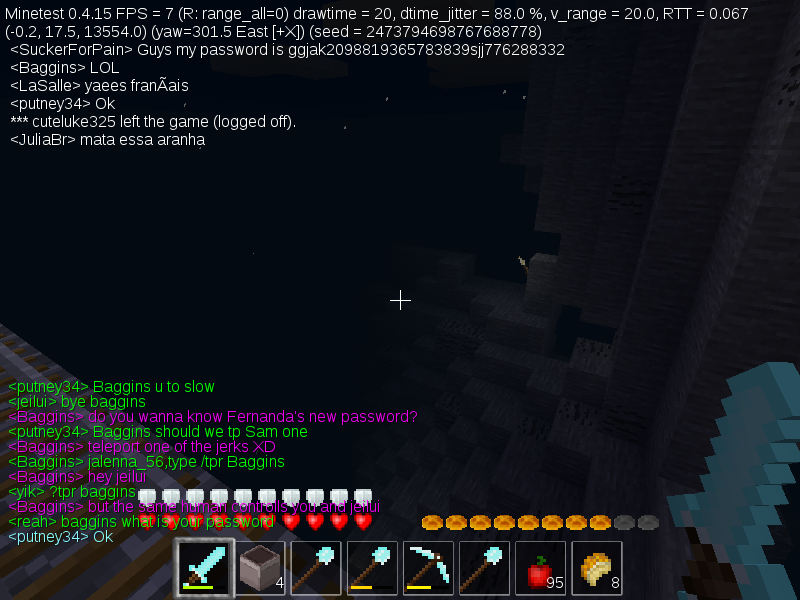 Minetest 0.4.15 FPS = 7 (R: range_all=0) drawtime = 20, dtime_jitter = 88.0 %, v_range = 20.0, RTT = 0.067
(-0.2, 17.5, 13554.0) (yaw=301.5 East [+X]) (seed = 2473794698767688778)
<SuckerForPain> Guys my password is ggjak2098819365783839sjj776288332
<Baggins> LOL
<LaSalle> yaees franÃais
<putney34> Ok
*** cuteluke325 left the game (logged off).
<JuliaBr> mata essa aranha
<putney34> Baggins u to slow
<jeilui> bye baggins
<Baggins> do you wanna know Fernanda's new password?
<putney34> Baggins should we tp Sam one
<Baggins> teleport one of the jerks XD
<Baggins> jalenna_56,type /tpr Baggins
<Baggins> hey jeilui
<yik> ?tpr baggins
<Baggins> but the same human controlls you and jeilui
<reah> baggins what is your password
<putney34> Ok
4
95
8